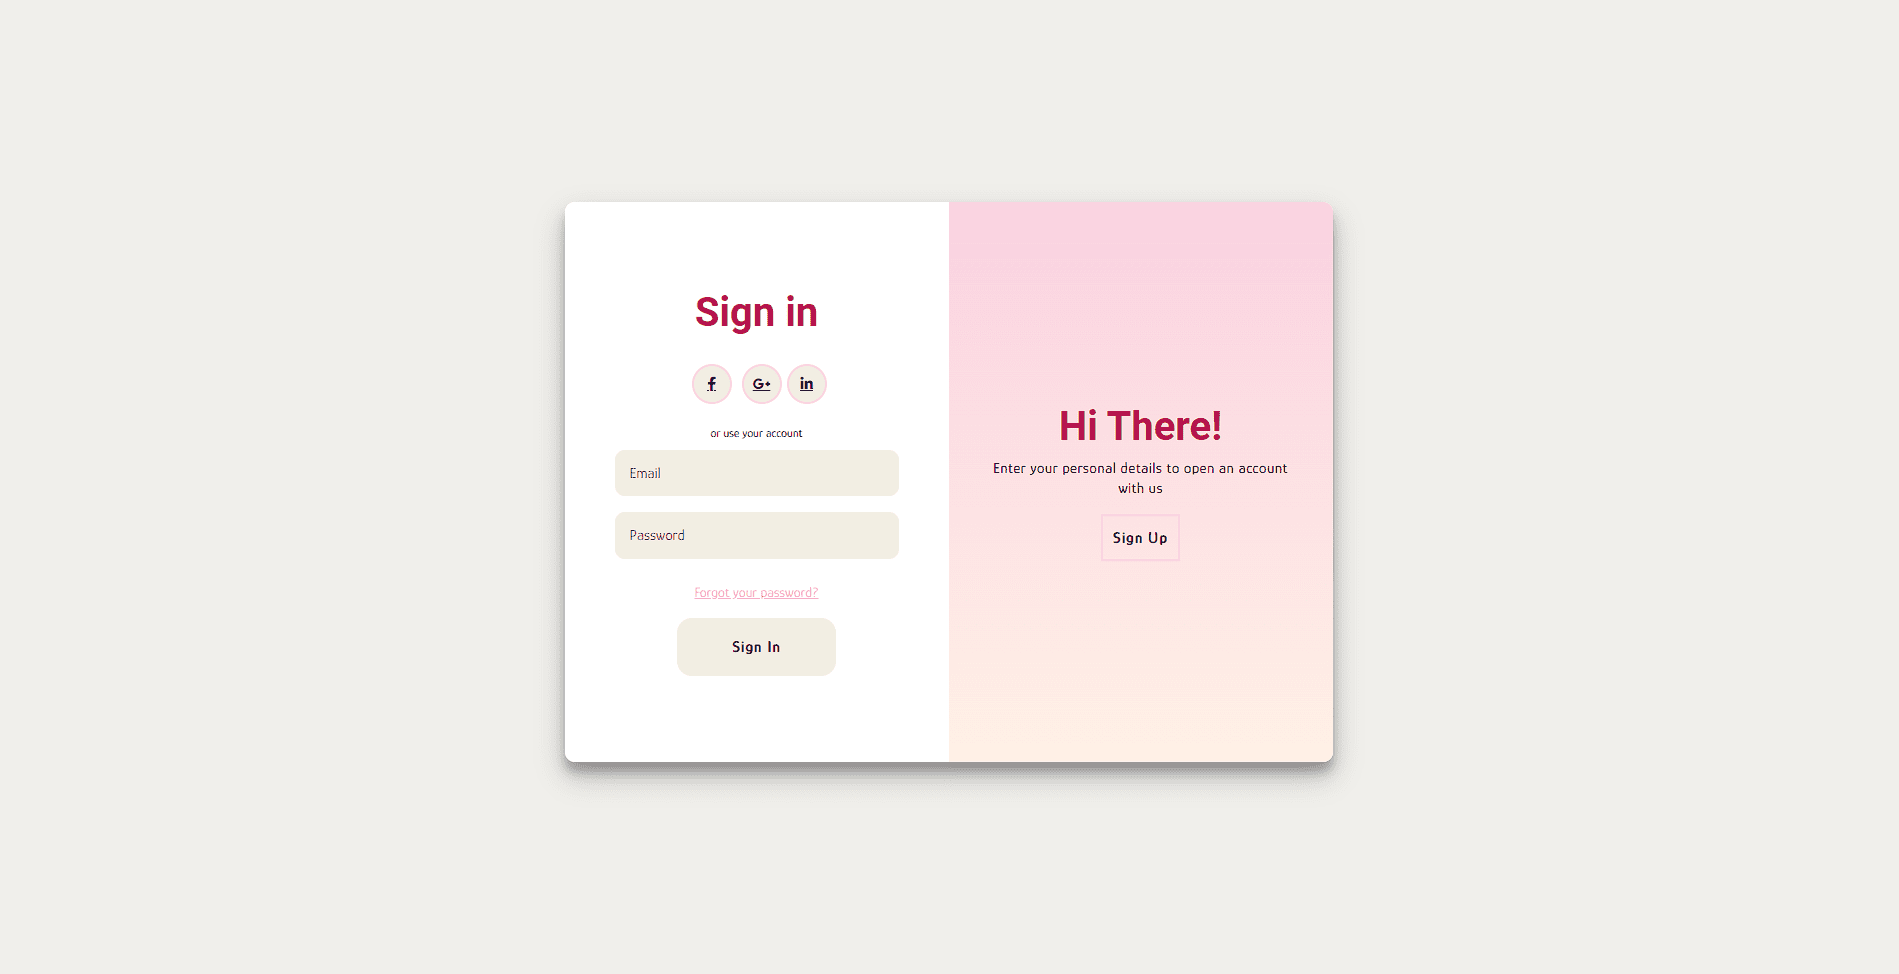 Sign in
f G+ in
or use your account
Email
Password
Forgot your password?
Sign In
Hi There!
Enter your personal details to open an account
with us
Sign Up